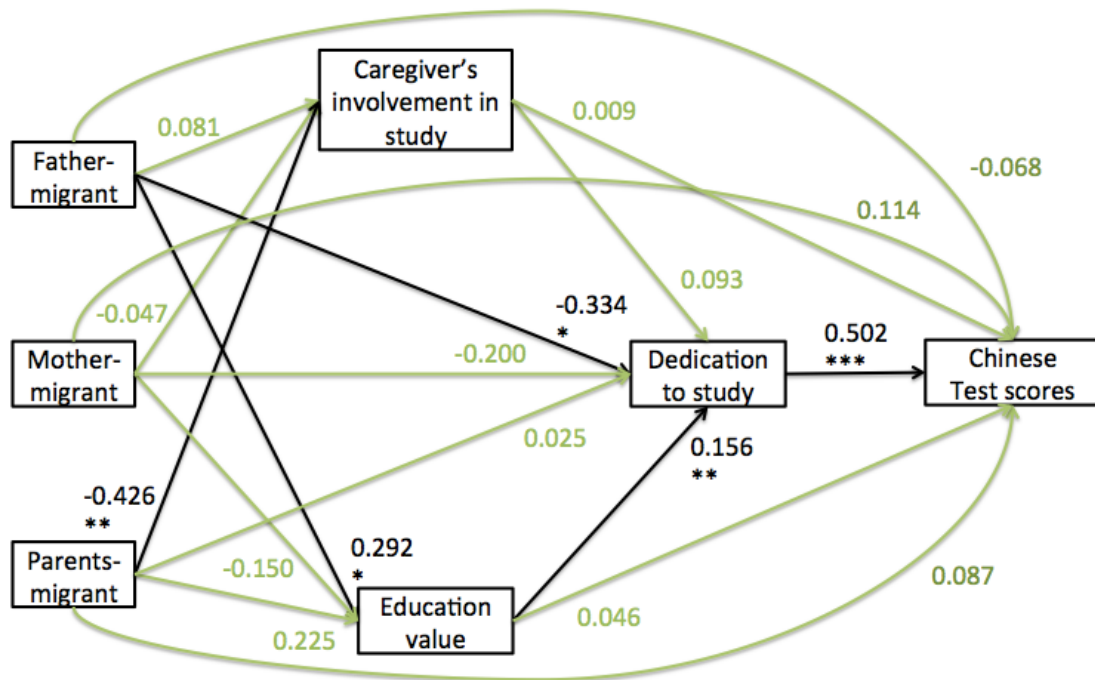 Caregiver's
involvement in
study
0.081
0.009
Father-
migrant
-0.068
0.114
-0.047
0.093
-0.334
*
Mother-
migrant
-0.200
Dedication
to study
0.502
***
Chinese
Test scores
0.025
0.156
**
-0.426
**
Parents-
migrant
-0.150
0.292
*
Education
value
0.225
0.046
0.087